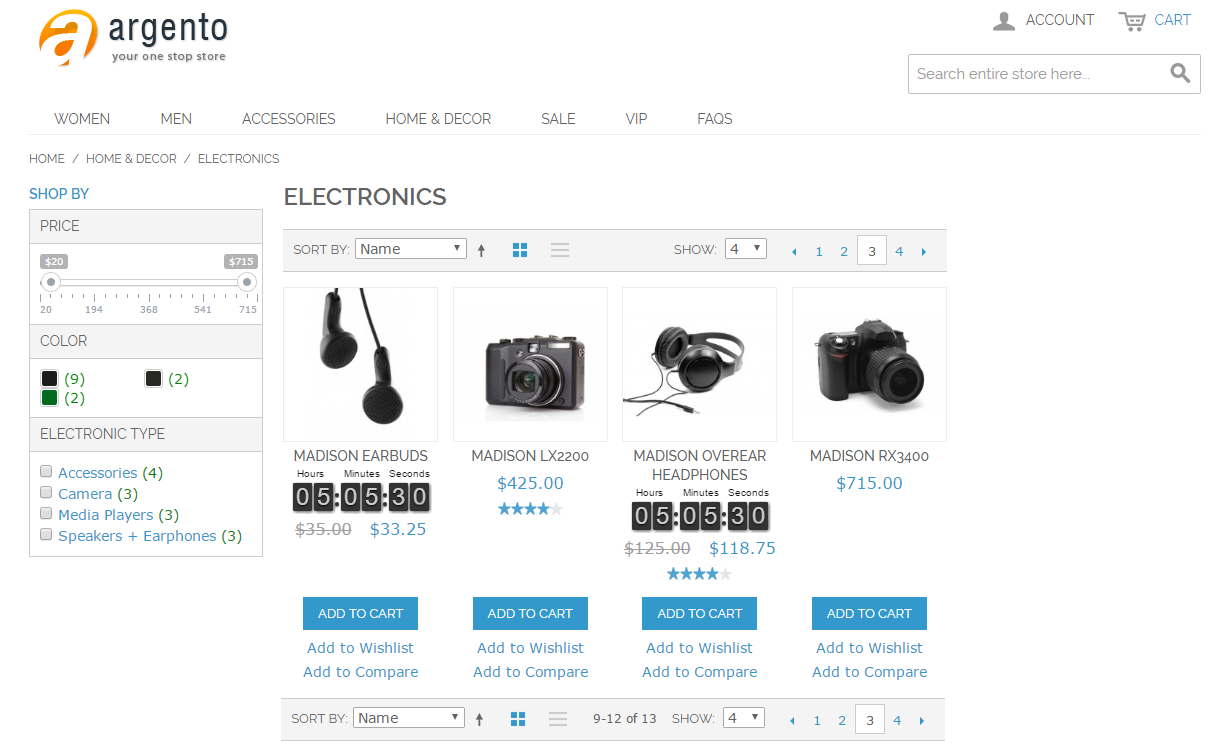 argento
your one stop store
ACCOUNT CART
Search entire store here...
WOMEN MEN ACCESSORIES HOME & DECOR SALE VIP FAQS
HOME / HOME & DECOR / ELECTRONICS
SHOP BY
PRICE
$20 $715
20 194 368 541 715
COLOR
(9) (2)
(2)
ELECTRONIC TYPE
Accessories (4)
Camera (3)
Media Players (3)
Speakers + Earphones (3)
ELECTRONICS
SORT BY: Name SHOW: 4 1 2 3 4
MADISON EARBUDS
Hours Minutes Seconds
05:05:30
$35.00 $33.25
ADD TO CART
Add to Wishlist
Add to Compare
MADISON LX2200
$425.00
ADD TO CART
Add to Wishlist
Add to Compare
MADISON OVEREAR
HEADPHONES
Hours Minutes Seconds
05:05:30
$125.00 $118.75
ADD TO CART
Add to Wishlist
Add to Compare
MADISON RX3400
$715.00
ADD TO CART
Add to Wishlist
Add to Compare
SORT BY: Name 9-12 of 13 SHOW: 4 1 2 3 4